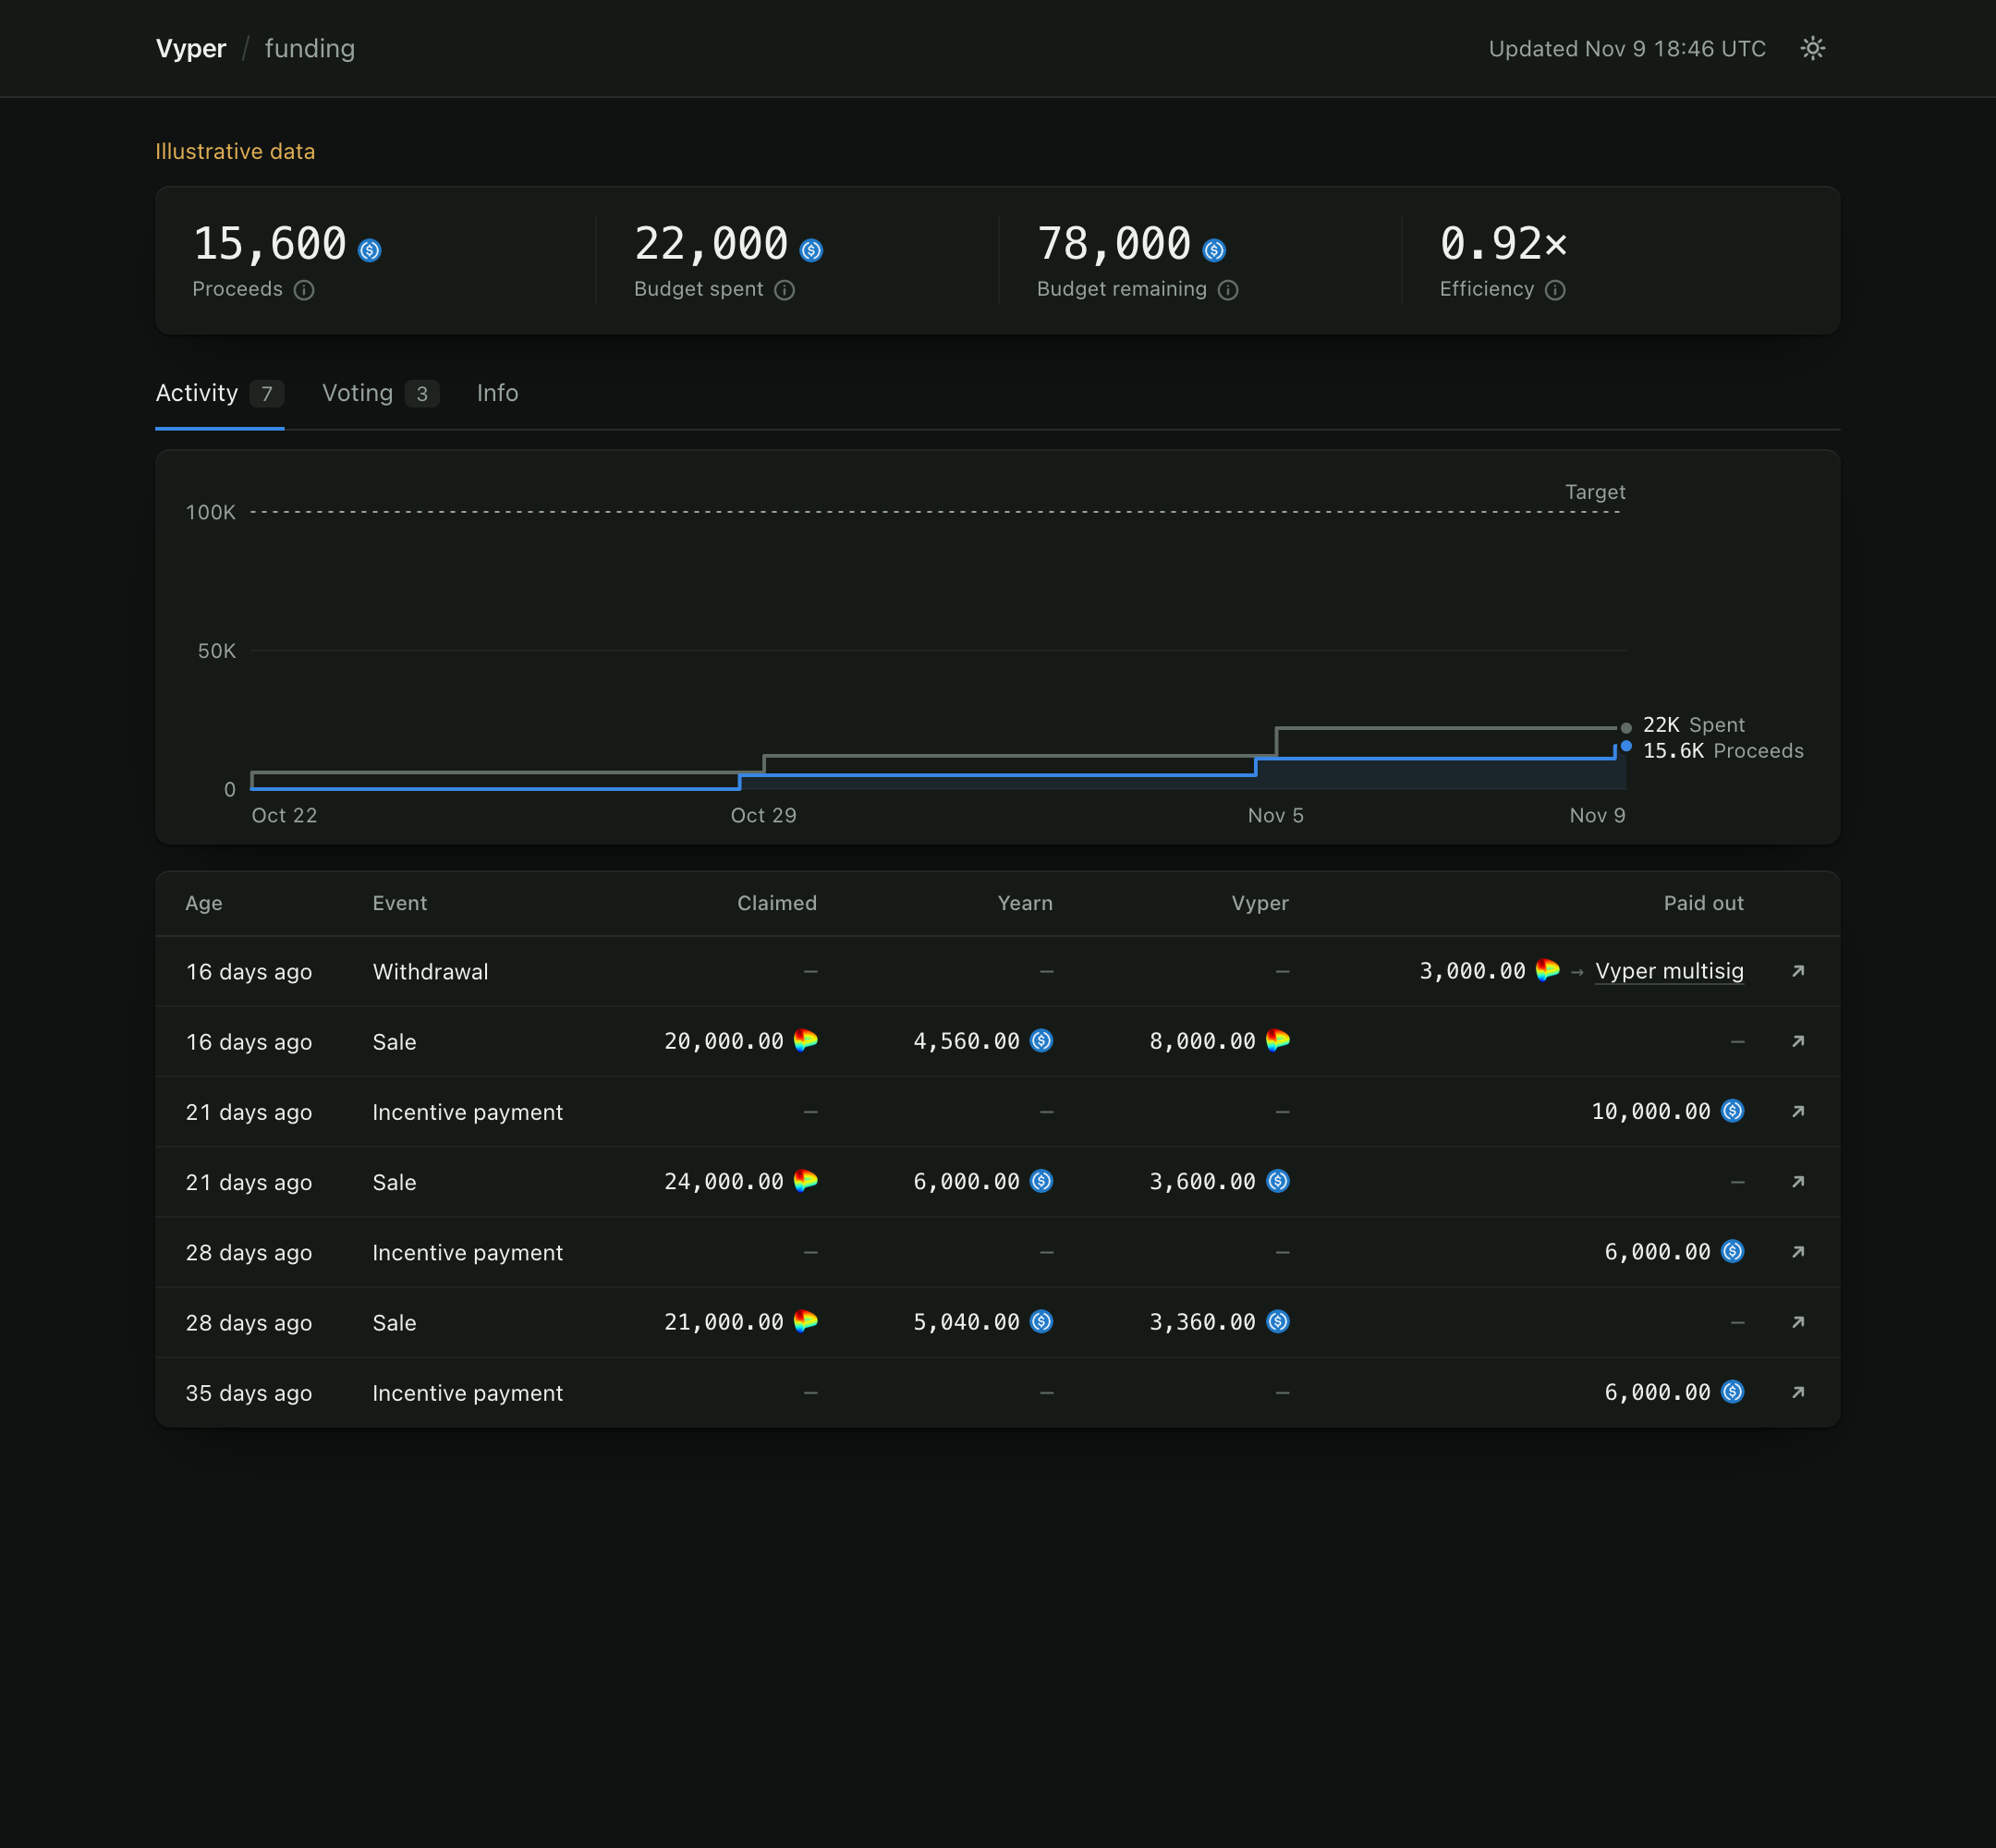 Vyper / funding Updated Nov 9 18:46 UTC
Illustrative data
15,600 22,000 78,000 0.92×
Proceeds Budget spent Budget remaining Efficiency
Activity 7 Voting 3 Info
Target
100K
50K
22K Spent
15.6K Proceeds
0
Oct 22 Oct 29 Nov 5 Nov 9
Age Event Claimed Yearn Vyper Paid out
16 days ago Withdrawal – – – 3,000.00 → Vyper multisig ↗
16 days ago Sale 20,000.00 4,560.00 8,000.00 – ↗
21 days ago Incentive payment – – – 10,000.00 ↗
21 days ago Sale 24,000.00 6,000.00 3,600.00 – ↗
28 days ago Incentive payment – – – 6,000.00 ↗
28 days ago Sale 21,000.00 5,040.00 3,360.00 – ↗
35 days ago Incentive payment – – – 6,000.00 ↗